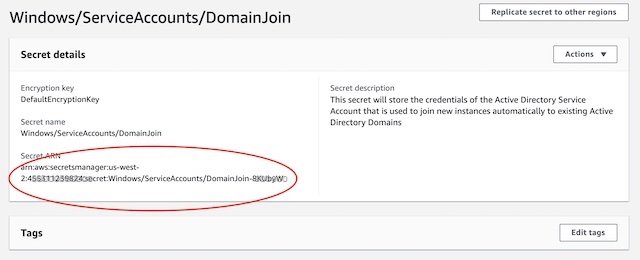 Windows/ServiceAccounts/DomainJoin
Replicate secret to other regions
Secret details
Actions
Encryption key
DefaultEncryptionKey
Secret description
This secret will store the credentials of the Active Directory Service
Account that is used to join new instances automatically to existing Active
Directory Domains
Secret name
Windows/ServiceAccounts/DomainJoin
Secret ARN
arn:aws:secretsmanager:us-west-
secret:Windows/ServiceAccounts/DomainJoin-
Tags
Edit tags